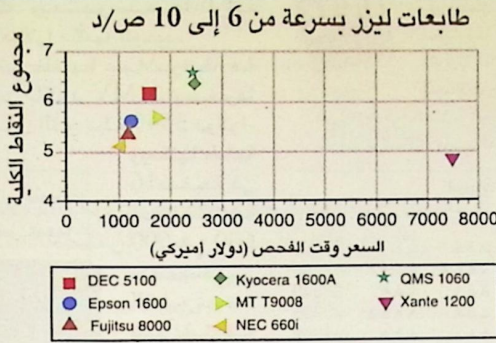 طابعات ليزر بسرعة من 6 إلى 10 ص/د
مجموع النقاط الكلية
7
6
5
4
0 1000 2000 3000 4000 5000 6000 7000 8000
السعر وقت الفحص (دولار اميركي)
DEC 5100 Kyocera 1600A QMS 1060
Epson 1600 MT T9008 Xante 1200
Fujitsu 8000 NEC 660i